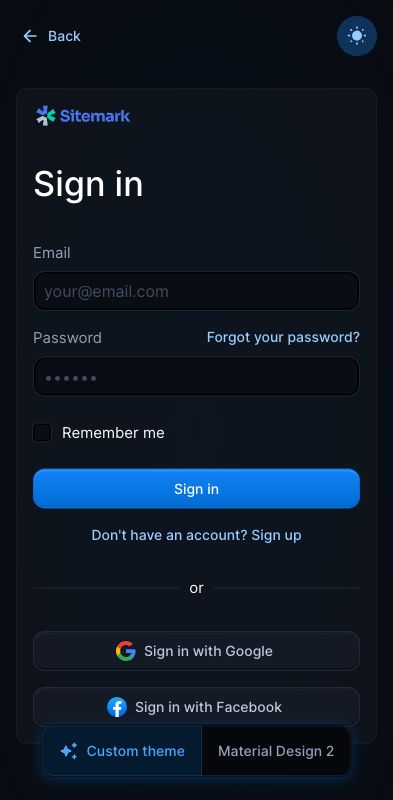 Back
Sitemark
Sign in
Email
your@email.com
Password Forgot your password?
••••••
Remember me
Sign in
Don't have an account? Sign up
or
Sign in with Google
Sign in with Facebook
Custom theme Material Design 2